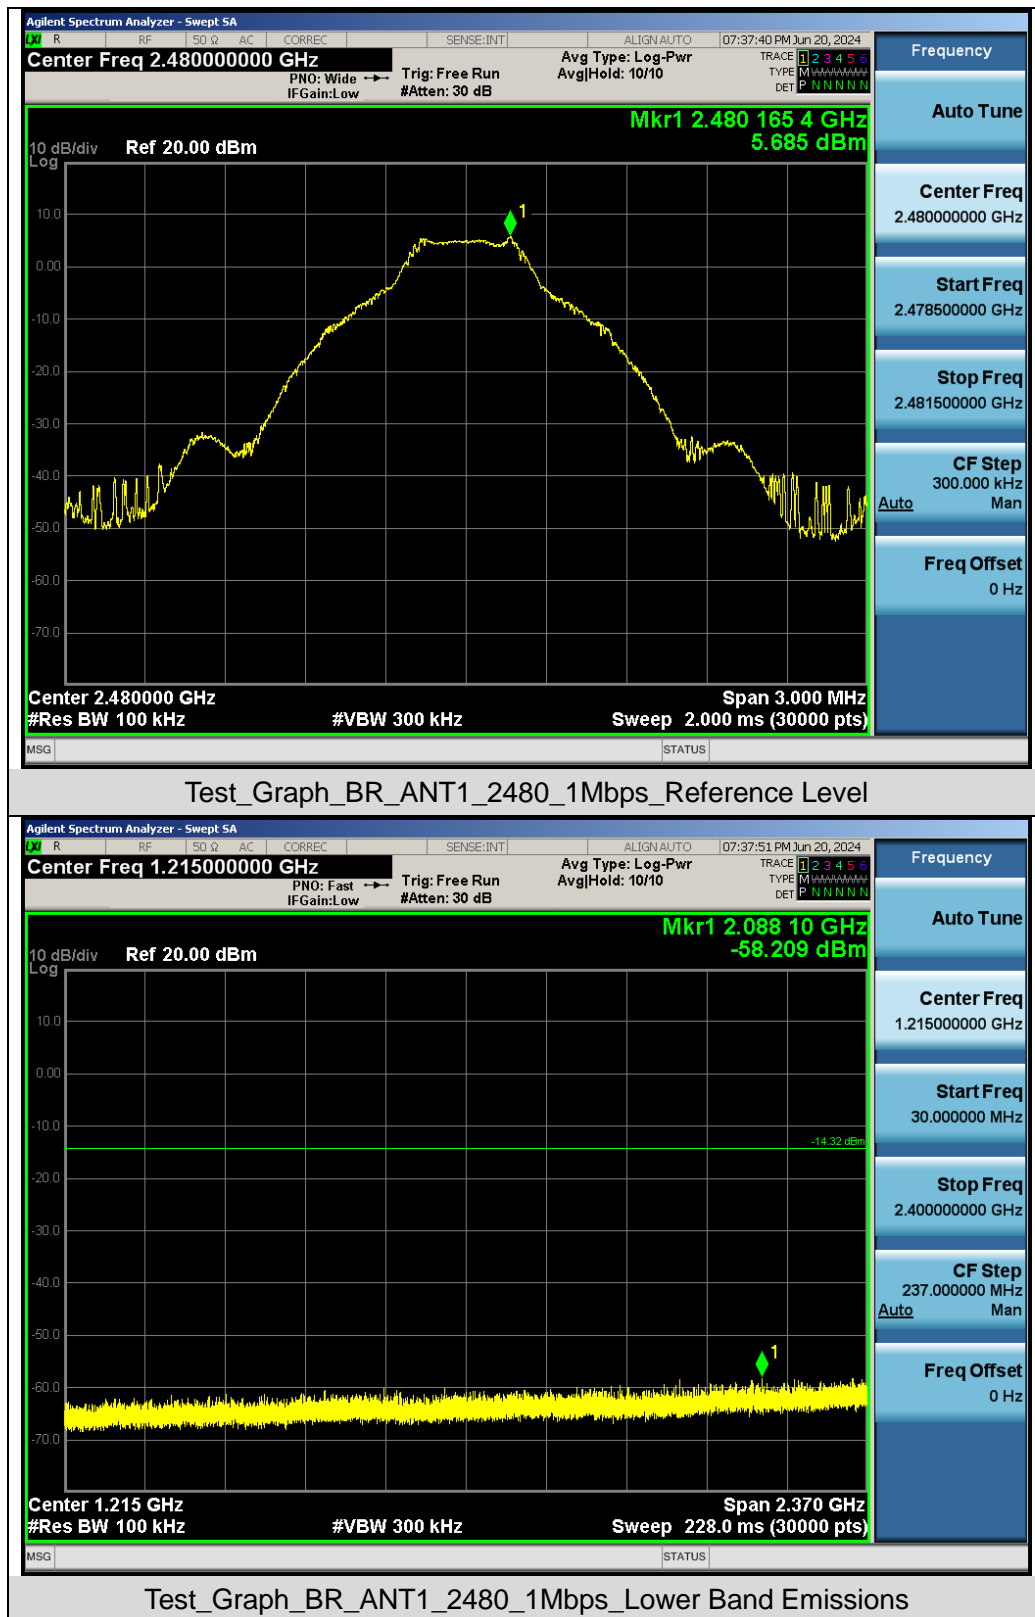 Agilent Spectrum Analyzer - Swept SA
LXI R RF 50 Ω AC CORREC SENSE:INT ALIGN AUTO 07:37:40 PM Jun 20, 2024
Center Freq 2.480000000 GHz
PNO: Wide
IFGain:Low
Trig: Free Run
#Atten: 30 dB
Avg Type: Log-Pwr
Avg|Hold: 10/10
TRACE 1 2 3 4 5 6
TYPE M WWWWW
DET P N N N N N
Mkr1 2.480 165 4 GHz
5.685 dBm
10 dB/div Ref 20.00 dBm
Log
1
10.0
0.00
-10.0
-20.0
-30.0
-40.0
-50.0
-60.0
-70.0
Center 2.480000 GHz Span 3.000 MHz
#Res BW 100 kHz #VBW 300 kHz Sweep 2.000 ms (30000 pts)
MSG STATUS
Frequency
Auto Tune
Center Freq
2.480000000 GHz
Start Freq
2.478500000 GHz
Stop Freq
2.481500000 GHz
CF Step
300.000 kHz
Auto Man
Freq Offset
0 Hz
Test_Graph_BR_ANT1_2480_1Mbps_Reference Level
Agilent Spectrum Analyzer - Swept SA
LXI R RF 50 Ω AC CORREC SENSE:INT ALIGN AUTO 07:37:51 PM Jun 20, 2024
Center Freq 1.215000000 GHz
PNO: Fast
IFGain:Low
Trig: Free Run
#Atten: 30 dB
Avg Type: Log-Pwr
Avg|Hold: 10/10
TRACE 1 2 3 4 5 6
TYPE M WWWWW
DET P N N N N N
Mkr1 2.088 10 GHz
-58.209 dBm
10 dB/div Ref 20.00 dBm
Log
10.0
0.00
-10.0
-14.32 dBm
-20.0
-30.0
-40.0
-50.0
1
-60.0
-70.0
Center 1.215 GHz Span 2.370 GHz
#Res BW 100 kHz #VBW 300 kHz Sweep 228.0 ms (30000 pts)
MSG STATUS
Frequency
Auto Tune
Center Freq
1.215000000 GHz
Start Freq
30.000000 MHz
Stop Freq
2.400000000 GHz
CF Step
237.000000 MHz
Auto Man
Freq Offset
0 Hz
Test_Graph_BR_ANT1_2480_1Mbps_Lower Band Emissions